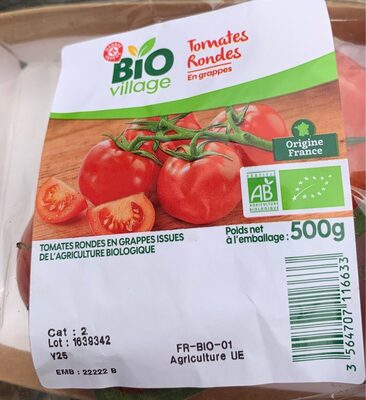 BIO
village
Tomates
Rondes
En grappes
Origine
France
AB
AGRICULTURE
BIOLOGIQUE
Poids net
à l'emballage : 500g
TOMATES RONDES EN GRAPPES ISSUES
DE L'AGRICULTURE BIOLOGIQUE
Cat : 2
Lot : 1639342
Y25
EMB : 22222 B
FR-BIO-01
Agriculture UE
3 564707 116633